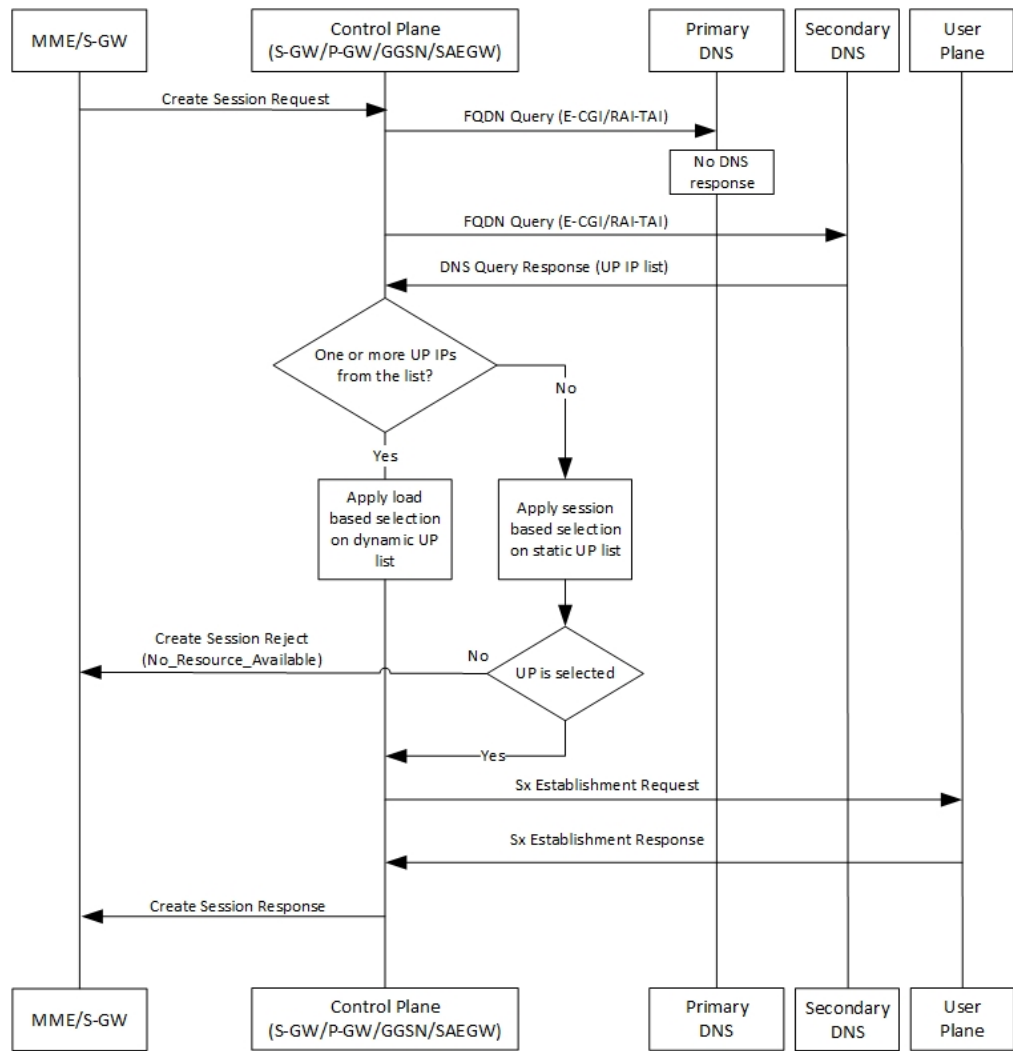 MME/S-GW
Control Plane
(S-GW/P-GW/GGSN/SAEGW)
Primary
DNS
Secondary
DNS
User
Plane
Create Session Request
FQDN Query (E-CGI/RAI-TAI)
No DNS
response
FQDN Query (E-CGI/RAI-TAI)
DNS Query Response (UP IP list)
One or more UP IPs
from the list?
No
Yes
Apply load
based selection
on dynamic UP
list
Apply session
based selection
on static UP list
Create Session Reject
(No_Resource_Available)
No
UP is selected
Yes
Sx Establishment Request
Sx Establishment Response
Create Session Response
MME/S-GW
Control Plane
(S-GW/P-GW/GGSN/SAEGW)
Primary
DNS
Secondary
DNS
User
Plane